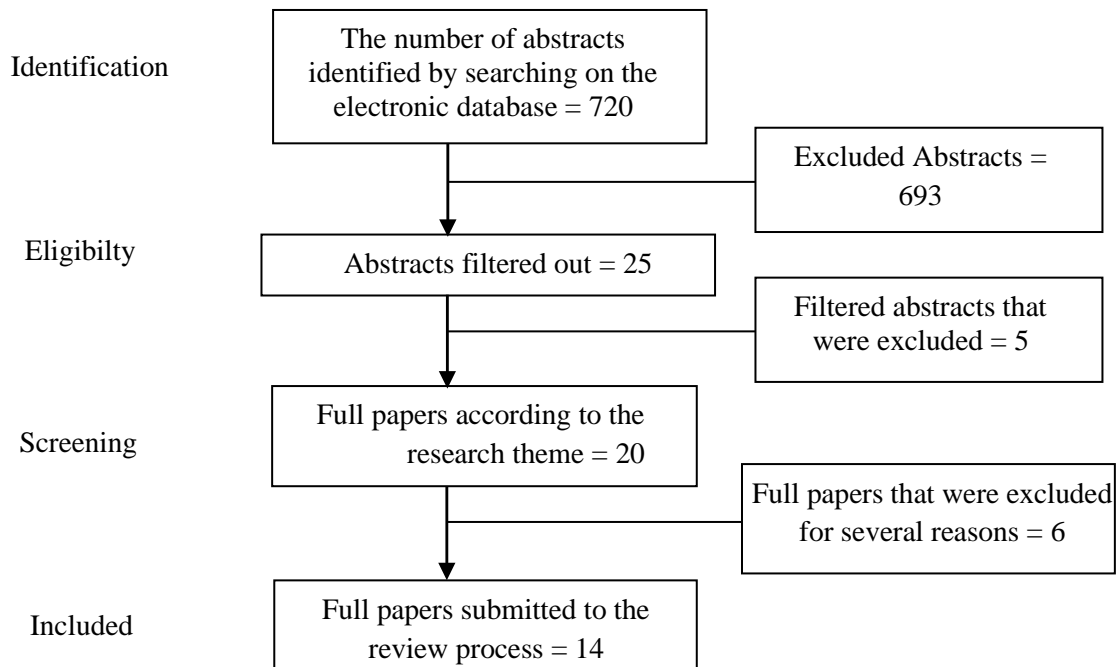 Identification
The number of abstracts
identified by searching on the
electronic database = 720
Excluded Abstracts =
693
Eligibilty
Abstracts filtered out = 25
Filtered abstracts that
were excluded = 5
Screening
Full papers according to the
research theme = 20
Full papers that were excluded
for several reasons = 6
Included
Full papers submitted to the
review process = 14